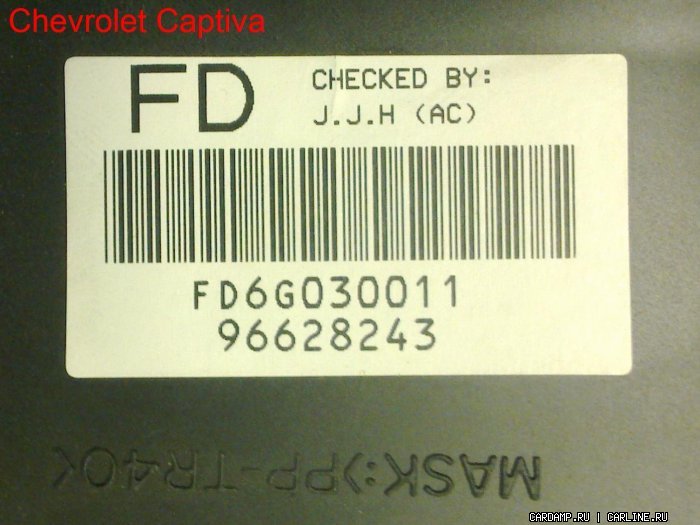 Chevrolet Captiva
FD
CHECKED BY:
J.J.H (AC)
FD6G030011
96628243
MASK:>PP-TR40<
CARDAMP.RU | CARLINE.RU